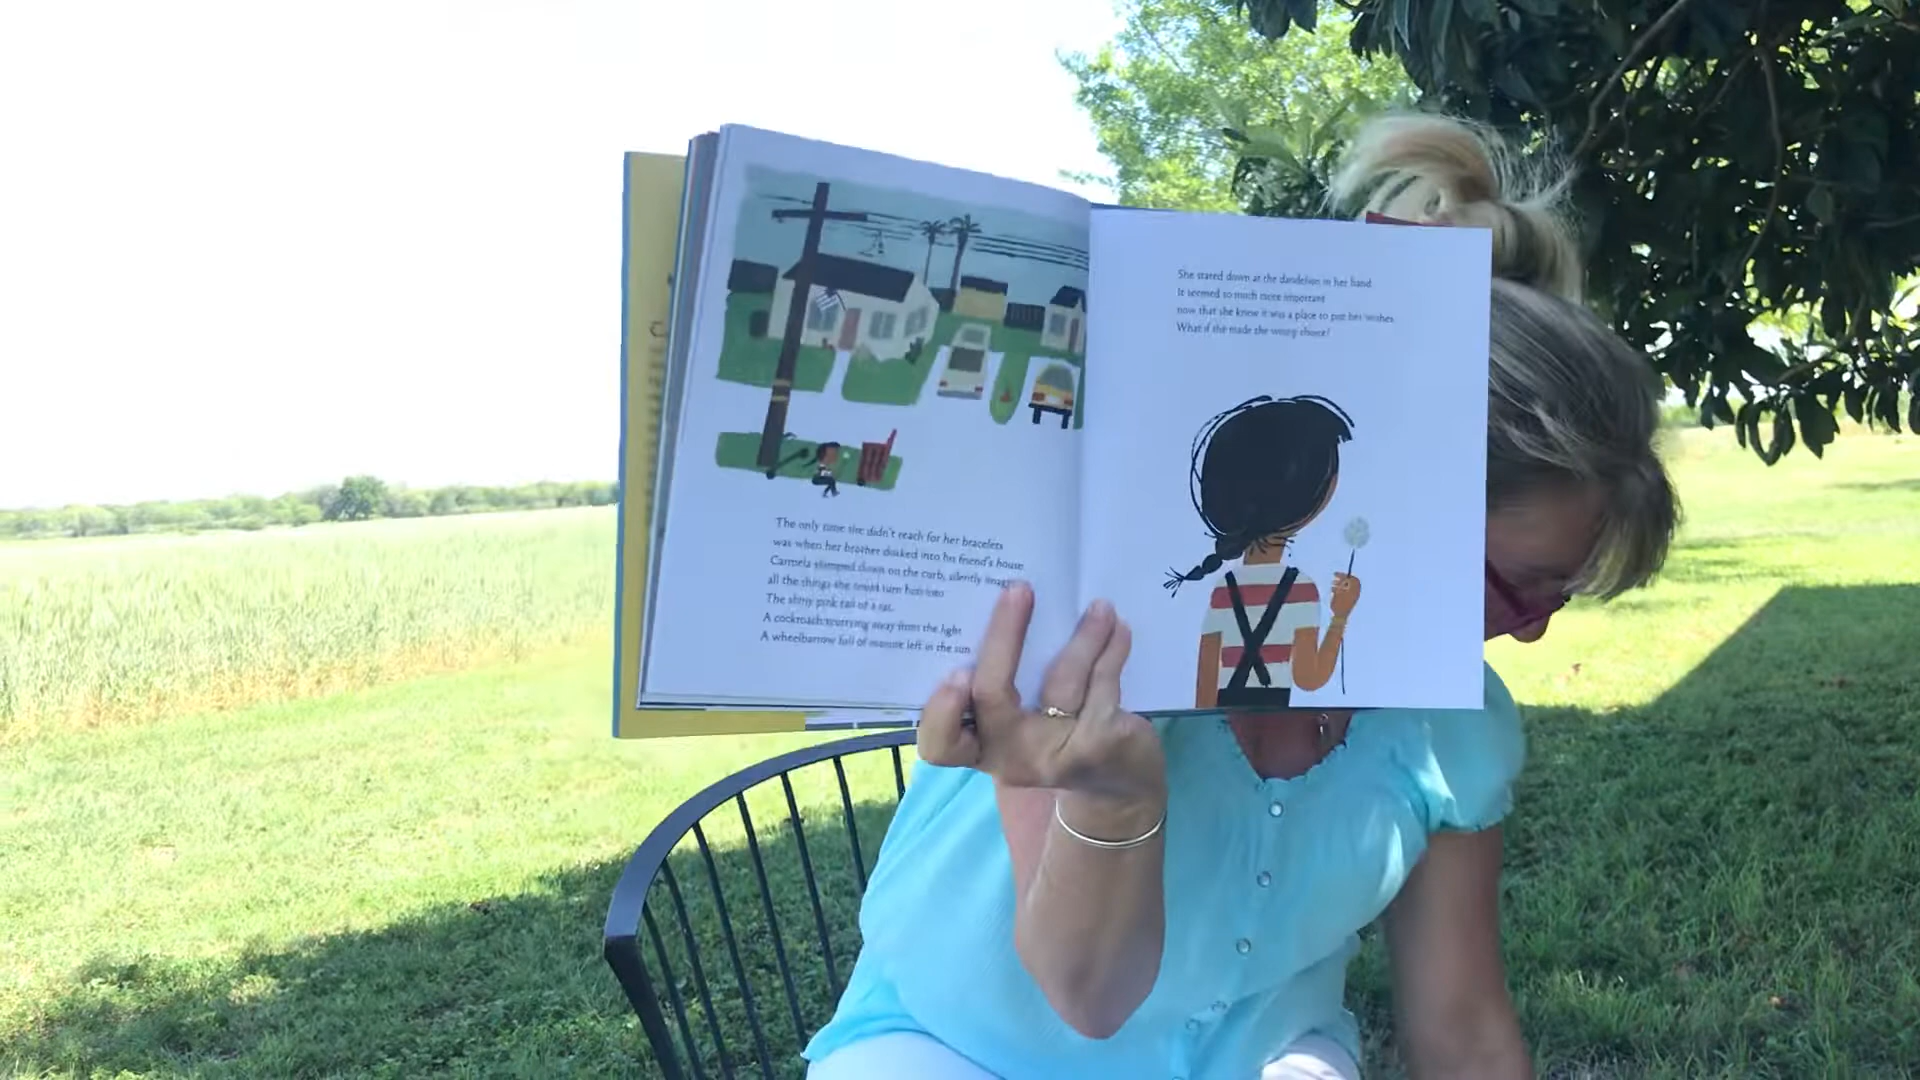 The only time she didn't reach for her bracelets
was when her brother ducked into his friend's house.
Carmela slumped down on the curb, silently
all the things she could turn him into
The shiny pink tail of a rat.
A cockroach scurrying away from the light
A wheelbarrow full of manure left in the sun
She stared down at the dandelion in her hand.
It seemed so much more important
now that she knew it was a place to put her wishes.
What if she made the wrong choice?